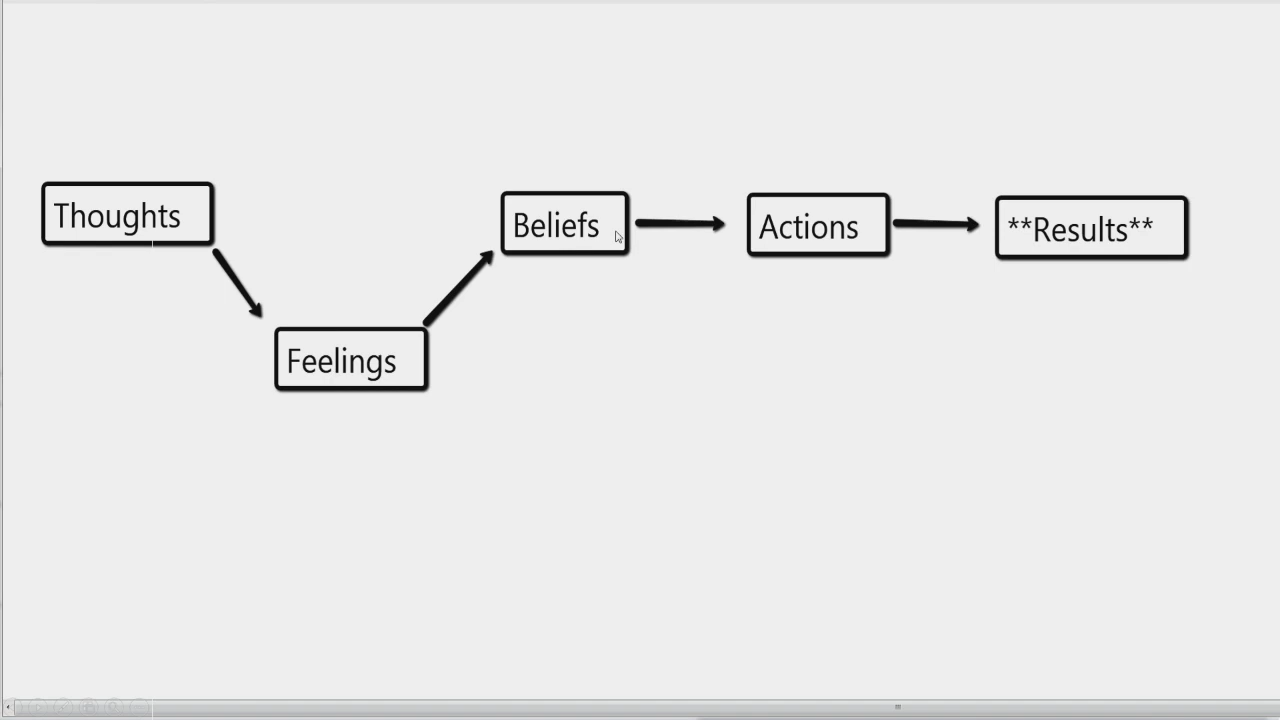 Thoughts
Feelings
Beliefs
Actions
**Results**